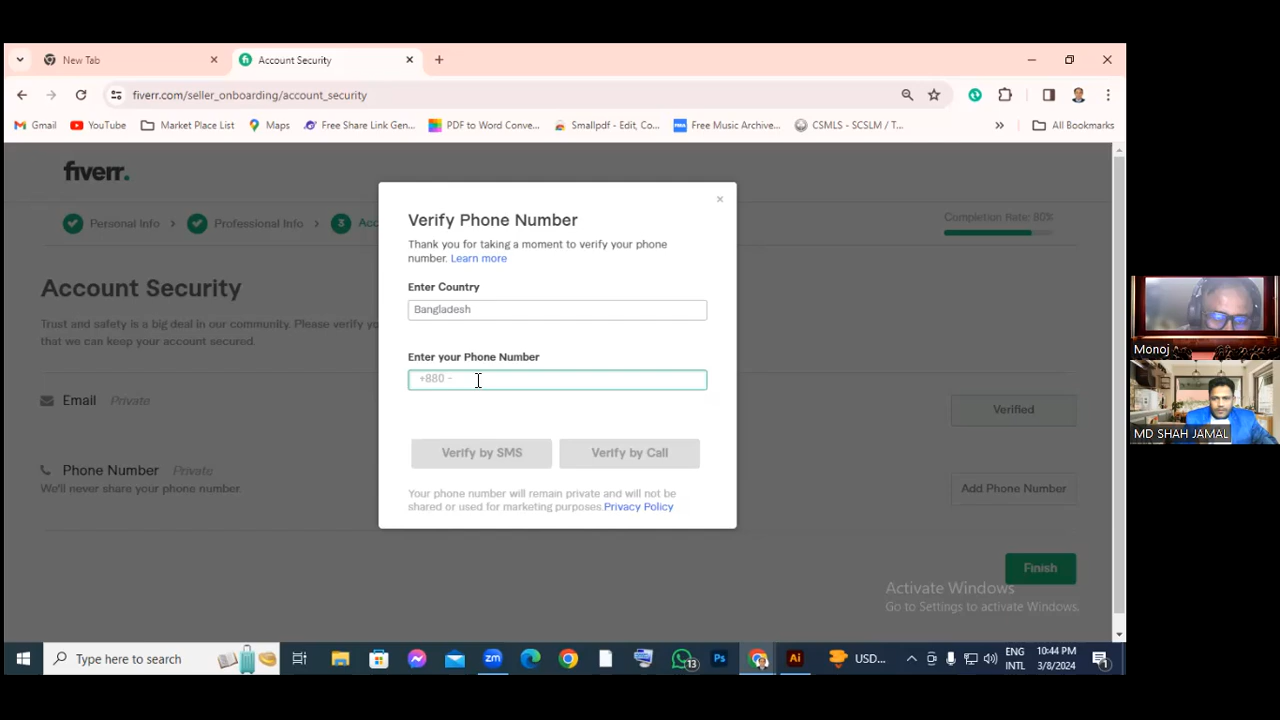 New Tab
Account Security
fiverr.com/seller_onboarding/account_security
Gmail
YouTube
Market Place List
Maps
Free Share Link Gen...
PDF to Word Conve...
Smallpdf - Edit, Co...
Free Music Archive...
CSMLS - SCSLM / T...
All Bookmarks
fiverr.
Personal Info
Professional Info
3
Acc
Completion Rate: 80%
Account Security
Trust and safety is a big deal in our community. Please verify yo
that we can keep your account secured.
Email Private
Verified
Phone Number Private
We'll never share your phone number.
Add Phone Number
Finish
Verify Phone Number
Thank you for taking a moment to verify your phone
number. Learn more
Enter Country
Bangladesh
Enter your Phone Number
+880 -
Verify by SMS
Verify by Call
Your phone number will remain private and will not be
shared or used for marketing purposes.Privacy Policy
Activate Windows
Go to Settings to activate Windows.
Monoj
MD SHAH JAMAL
Type here to search
zm
13
Ps
Ai
USD...
ENG
INTL
10:44 PM
3/8/2024
1